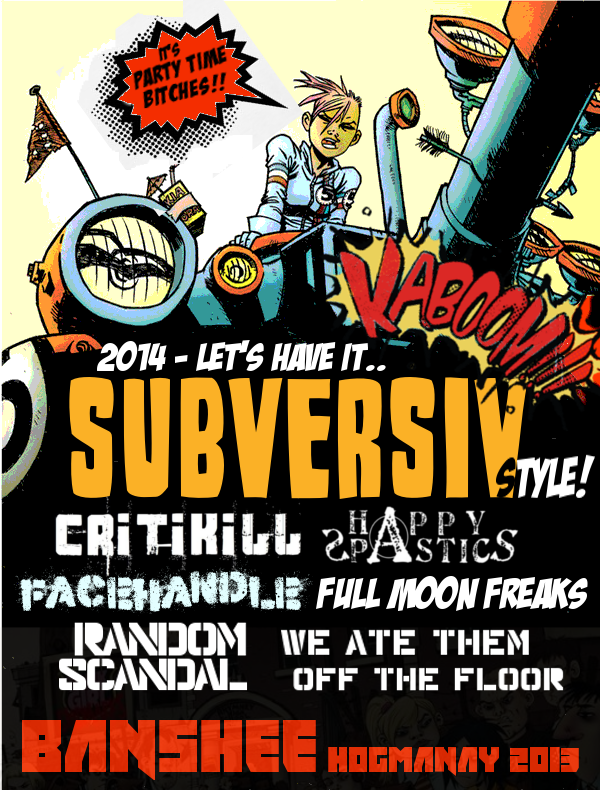 IT'S
PARTY TIME
BITCHES!!
KABOOM!!!
2014 - LET'S HAVE IT..
SUBVERSIV
STYLE!
CRiTiKiLL
HAPPY
SPASTICS
FACEHANDLE
FULL MOON FREAKS
RANDOM
SCANDAL
WE ATE THEM
OFF THE FLOOR
BANSHEE HOGMANAY 2013